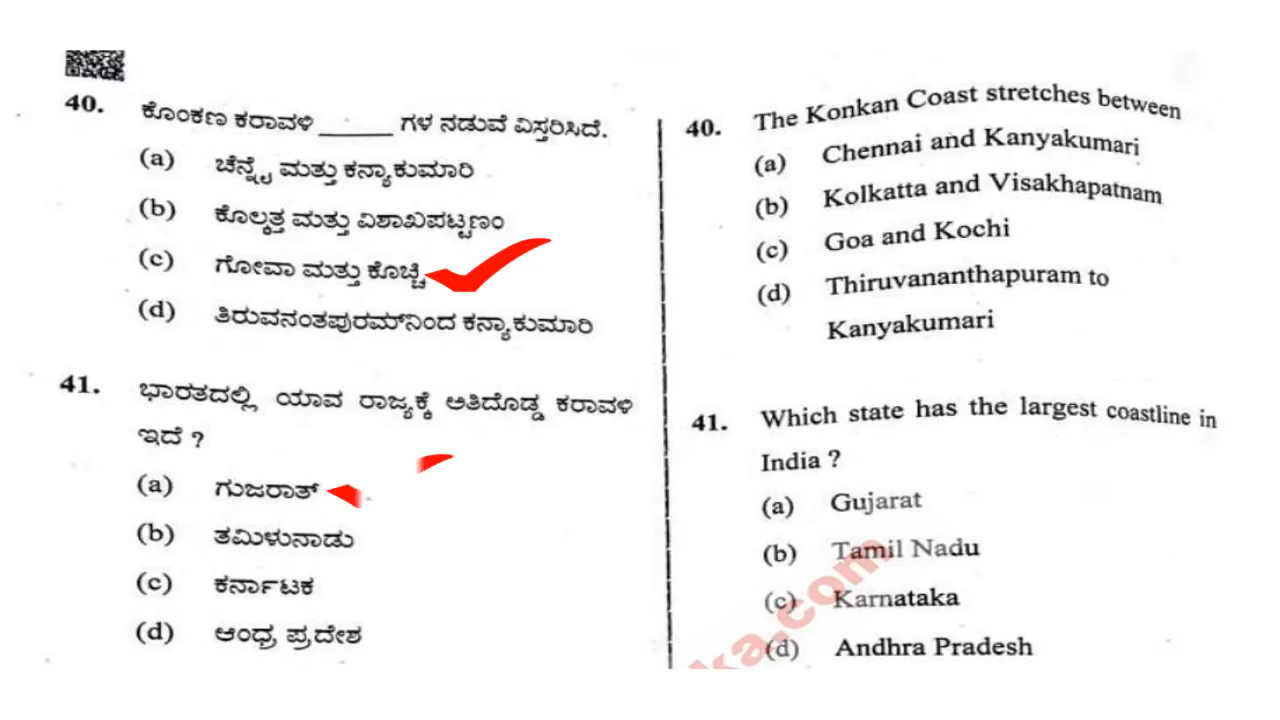 40. ಕೊಂಕಣ ಕರಾವಳಿ ______ ಗಳ ನಡುವೆ ವಿಸ್ತರಿಸಿದೆ.
(a) ಚೆನ್ನೈ ಮತ್ತು ಕನ್ಯಾಕುಮಾರಿ
(b) ಕೊಲ್ಕತ್ತ ಮತ್ತು ವಿಶಾಖಪಟ್ಟಣಂ
(c) ಗೋವಾ ಮತ್ತು ಕೊಚ್ಚಿ
(d) ತಿರುವನಂತಪುರಮ್‌ನಿಂದ ಕನ್ಯಾಕುಮಾರಿ
41. ಭಾರತದಲ್ಲಿ ಯಾವ ರಾಜ್ಯಕ್ಕೆ ಅತಿದೊಡ್ಡ ಕರಾವಳಿ
ಇದೆ ?
(a) ಗುಜರಾತ್
(b) ತಮಿಳುನಾಡು
(c) ಕರ್ನಾಟಕ
(d) ಆಂಧ್ರ ಪ್ರದೇಶ
40. The Konkan Coast stretches between
(a) Chennai and Kanyakumari
(b) Kolkatta and Visakhapatnam
(c) Goa and Kochi
(d) Thiruvananthapuram to
Kanyakumari
41. Which state has the largest coastline in
India ?
(a) Gujarat
(b) Tamil Nadu
(c) Karnataka
(d) Andhra Pradesh
ka.com